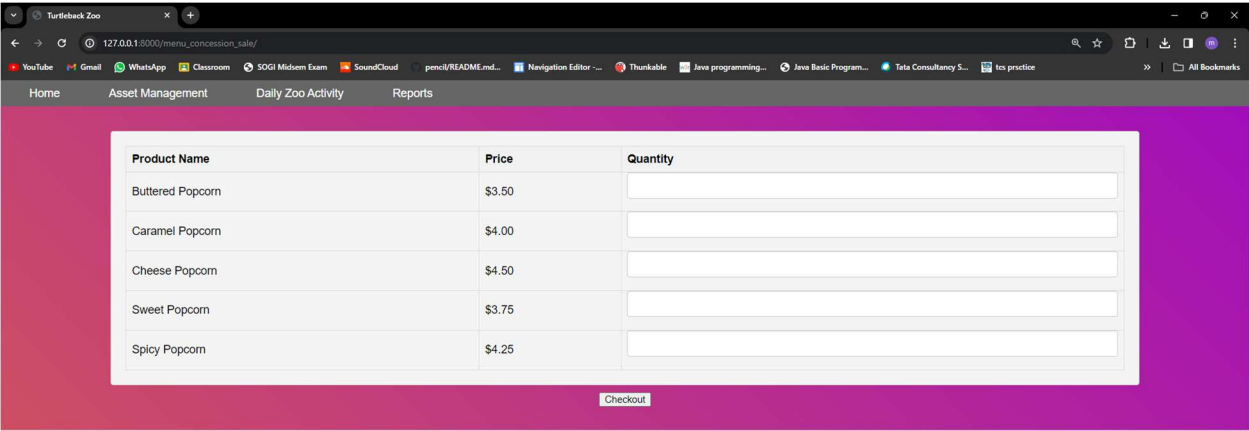 Turtleback Zoo
127.0.0.1:8000/menu_concession_sale/
m
YouTube Gmail WhatsApp Classroom SOGI Midsem Exam SoundCloud pencil/README.md... Navigation Editor -... Thunkable Java programming... Java Basic Program... Tata Consultancy S... tcs prsctice » All Bookmarks
Home Asset Management Daily Zoo Activity Reports
Product Name Price Quantity
Buttered Popcorn $3.50
Caramel Popcorn $4.00
Cheese Popcorn $4.50
Sweet Popcorn $3.75
Spicy Popcorn $4.25
Checkout